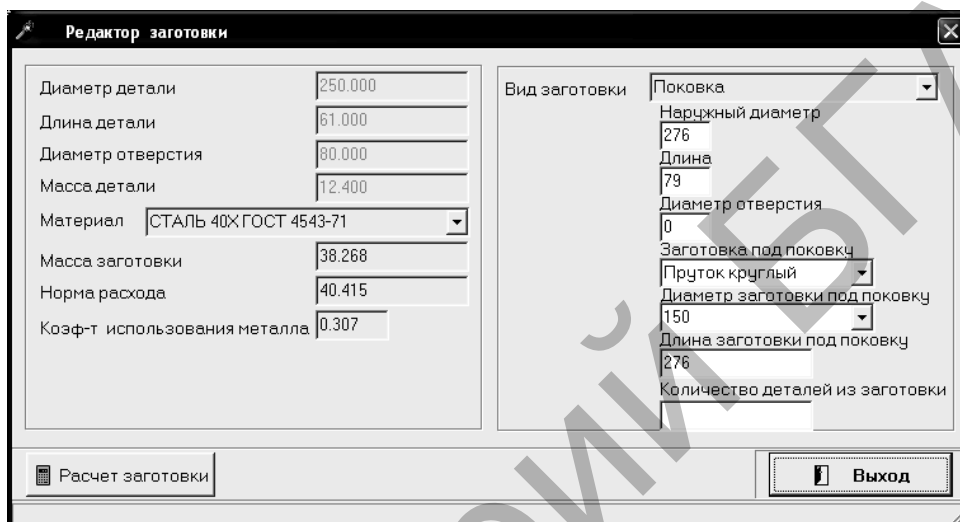 Редактор заготовки
Диаметр детали 250.000
Длина детали 61.000
Диаметр отверстия 80.000
Масса детали 12.400
Материал СТАЛЬ 40Х ГОСТ 4543-71
Масса заготовки 38.268
Норма расхода 40.415
Коэф-т использования металла 0.307
Вид заготовки Поковка
Наружный диаметр
276
Длина
79
Диаметр отверстия
0
Заготовка под поковку
Пруток круглый
Диаметр заготовки под поковку
150
Длина заготовки под поковку
276
Количество деталей из заготовки
Расчет заготовки
Выход